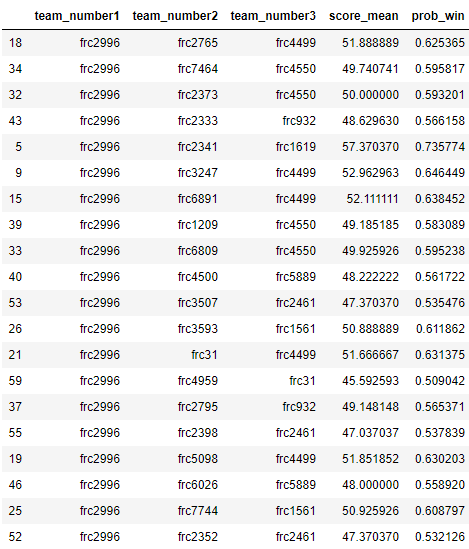 team_number1 team_number2 team_number3 score_mean prob_win
18 frc2996 frc2765 frc4499 51.888889 0.625365
34 frc2996 frc7464 frc4550 49.740741 0.595817
32 frc2996 frc2373 frc4550 50.000000 0.593201
43 frc2996 frc2333 frc932 48.629630 0.566158
5 frc2996 frc2341 frc1619 57.370370 0.735774
9 frc2996 frc3247 frc4499 52.962963 0.646449
15 frc2996 frc6891 frc4499 52.111111 0.638452
39 frc2996 frc1209 frc4550 49.185185 0.583089
33 frc2996 frc6809 frc4550 49.925926 0.595238
40 frc2996 frc4500 frc5889 48.222222 0.561722
53 frc2996 frc3507 frc2461 47.370370 0.535476
26 frc2996 frc3593 frc1561 50.888889 0.611862
21 frc2996 frc31 frc4499 51.666667 0.631375
59 frc2996 frc4959 frc31 45.592593 0.509042
37 frc2996 frc2795 frc932 49.148148 0.565371
55 frc2996 frc2398 frc2461 47.037037 0.537839
19 frc2996 frc5098 frc4499 51.851852 0.630203
46 frc2996 frc6026 frc5889 48.000000 0.558920
25 frc2996 frc7744 frc1561 50.925926 0.608797
52 frc2996 frc2352 frc2461 47.370370 0.532126